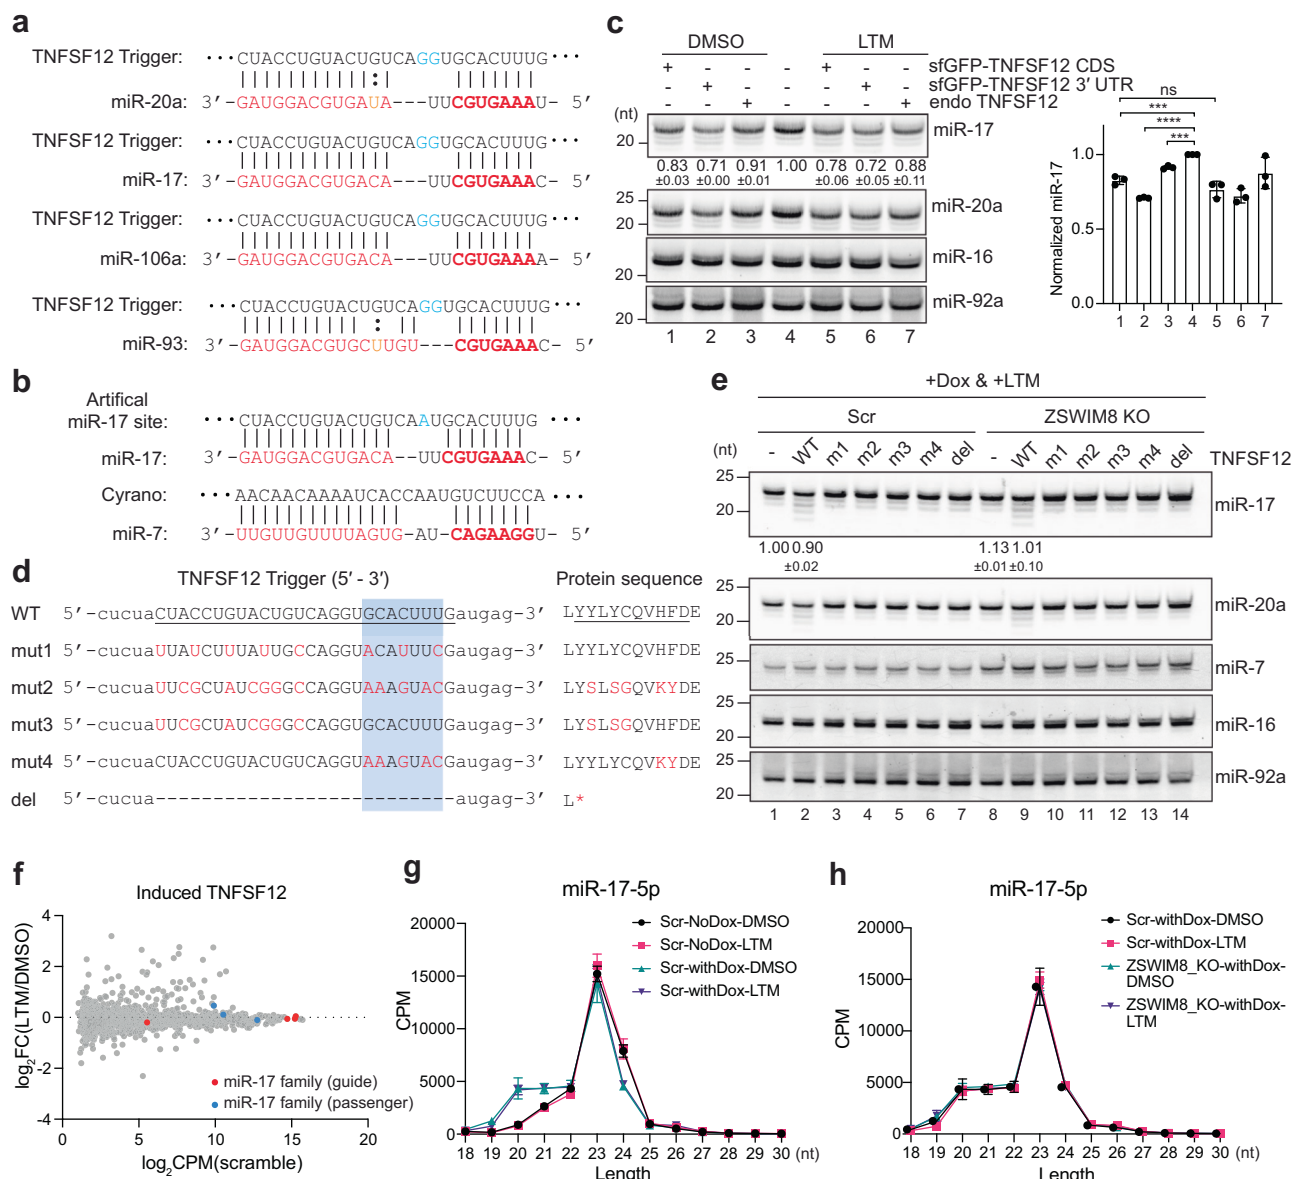 a
TNFSF12 Trigger: ···CUACCUGUACUGUCAGGUGCACUUUG···
miR-20a: 3′-GAUGGACGUGAUA---UUCGUGAAAU- 5′
TNFSF12 Trigger: ···CUACCUGUACUGUCAGGUGCACUUUG···
miR-17: 3′-GAUGGACGUGACA---UUCGUGAAAC- 5′
TNFSF12 Trigger: ···CUACCUGUACUGUCAGGUGCACUUUG···
miR-106a: 3′-GAUGGACGUGACA---UUCGUGAAAA- 5′
TNFSF12 Trigger: ···CUACCUGUACUGUCAGGUGCACUUUG···
miR-93: 3′-GAUGGACGUGCUUGU---CGUGAAAC- 5′
b
Artifical
miR-17 site: ···CUACCUGUACUGUCAAUGCACUUUG ···
miR-17: 3′-GAUGGACGUGACA--UUCGUGAAAC- 5′
Cyrano: ···AACAACAAAAUCACCAAUGUCUUCCA ···
miR-7: 3′-UUGUUGUUUUAGUG-AU-CAGAAGGU- 5′
c
DMSO LTM
+ - - - + - - sfGFP-TNFSF12 CDS
- + - - - + - sfGFP-TNFSF12 3′ UTR
- - + - - - + endo TNFSF12
(nt)
20
miR-17
0.83 0.71 0.91 1.00 0.78 0.72 0.88
±0.03 ±0.00 ±0.01 ±0.06 ±0.05 ±0.11
25
20
miR-20a
20
miR-16
20
miR-92a
1 2 3 4 5 6 7
ns
***
****
***
Normalized miR-17
1.0
0.5
0.0
1 2 3 4 5 6 7
d
TNFSF12 Trigger (5′ - 3′) Protein sequence
WT 5′-cucuaCUACCUGUACUGUCAGGUGCACUUUGaugag-3′ LYYLYCQVHFDE
mut1 5′-cucuaUUAUCUUUAUUGCCAGGUACAUUUCGaugag-3′ LYYLYCQVHFDE
mut2 5′-cucuaUUCGCUAUCGGGCCAGGUAAAGUACGaugag-3′ LYSLSGQVKYDE
mut3 5′-cucuaUUCGCUAUCGGGCCAGGUGCACUUUGaugag-3′ LYSLSGQVHFDE
mut4 5′-cucuaCUACCUGUACUGUCAGGUAAAGUACGaugag-3′ LYYLYCQVKYDE
del 5′-cucua--------------------------augag-3′ L*
e
+Dox & +LTM
Scr ZSWIM8 KO
(nt) - WT m1 m2 m3 m4 del - WT m1 m2 m3 m4 del TNFSF12
25
20
miR-17
1.00 0.90 1.13 1.01
±0.02 ±0.01 ±0.10
25
20
miR-20a
25
miR-7
20
miR-16
25
20
miR-92a
1 2 3 4 5 6 7 8 9 10 11 12 13 14
f
Induced TNFSF12
log2FC(LTM/DMSO)
4
2
0
-2
-4
miR-17 family (guide)
miR-17 family (passenger)
0 5 10 15 20
log2CPM(scramble)
g
miR-17-5p
CPM
20000
15000
10000
5000
0
Scr-NoDox-DMSO
Scr-NoDox-LTM
Scr-withDox-DMSO
Scr-withDox-LTM
18 19 20 21 22 23 24 25 26 27 28 29 30 (nt)
Length
h
miR-17-5p
CPM
20000
15000
10000
5000
0
Scr-withDox-DMSO
Scr-withDox-LTM
ZSWIM8_KO-withDox-
DMSO
ZSWIM8_KO-withDox-
LTM
18 19 20 21 22 23 24 25 26 27 28 29 30 (nt)
Length